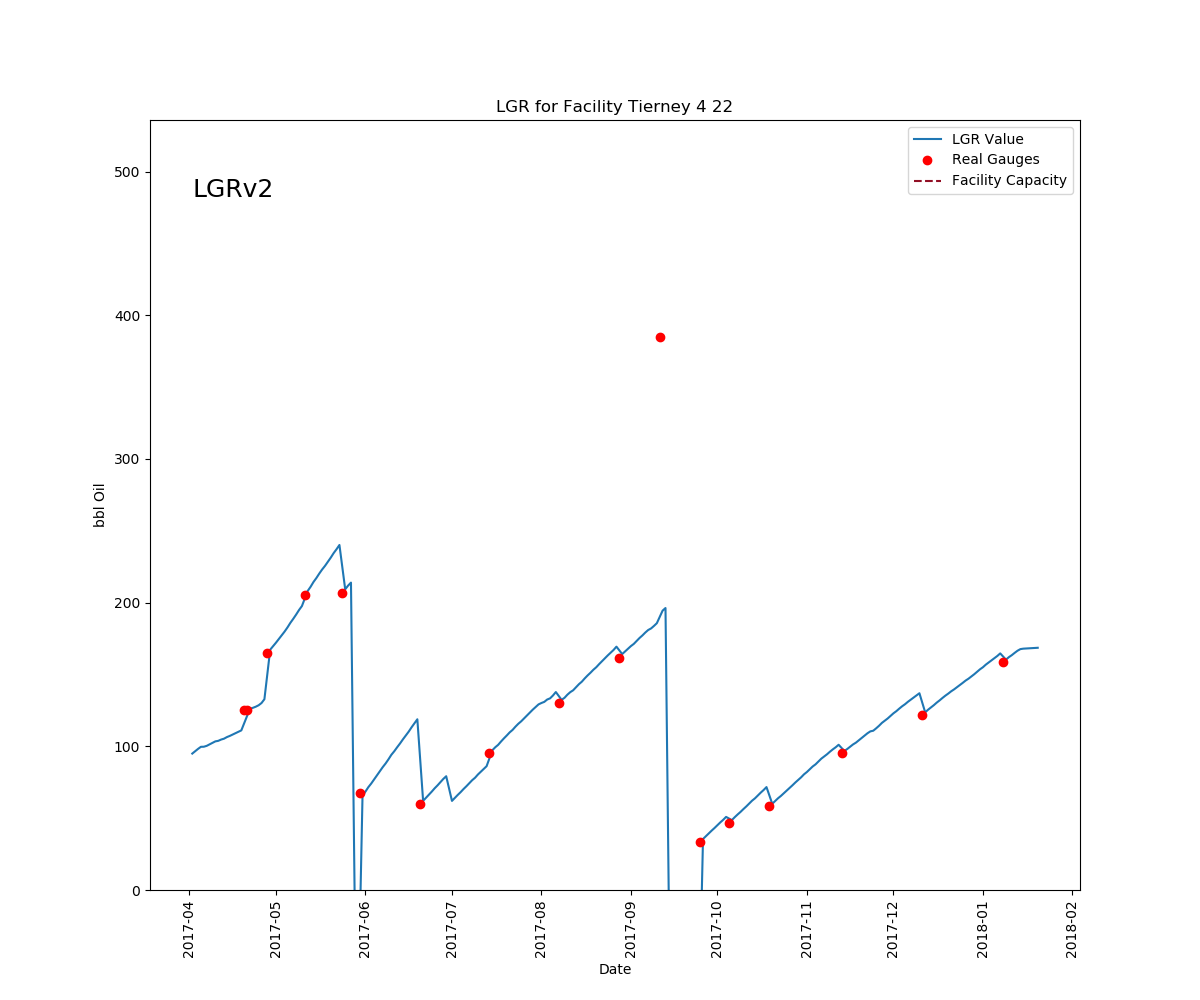 LGR for Facility Tierney 4 22
LGRv2
LGR Value
Real Gauges
Facility Capacity
500
400
300
200
100
0
bbl Oil
2017-04
2017-05
2017-06
2017-07
2017-08
2017-09
2017-10
2017-11
2017-12
2018-01
2018-02
Date